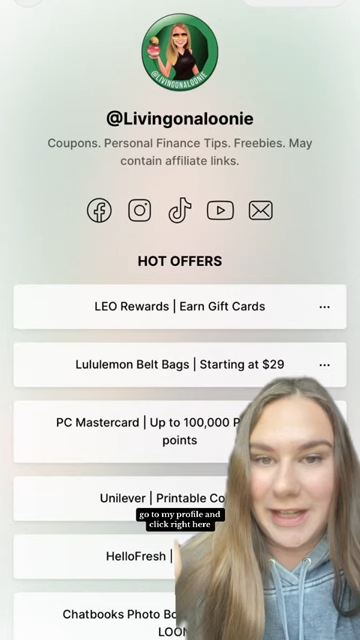 @LIVINGONALOONIE
@Livingonaloonie
Coupons. Personal Finance Tips. Freebies. May
contain affiliate links.
HOT OFFERS
LEO Rewards | Earn Gift Cards
Lululemon Belt Bags | Starting at $29
PC Mastercard | Up to 100,000 P
points
Unilever | Printable Co
go to my profile and
click right here
HelloFresh |
Chatbooks Photo Bo
LOON